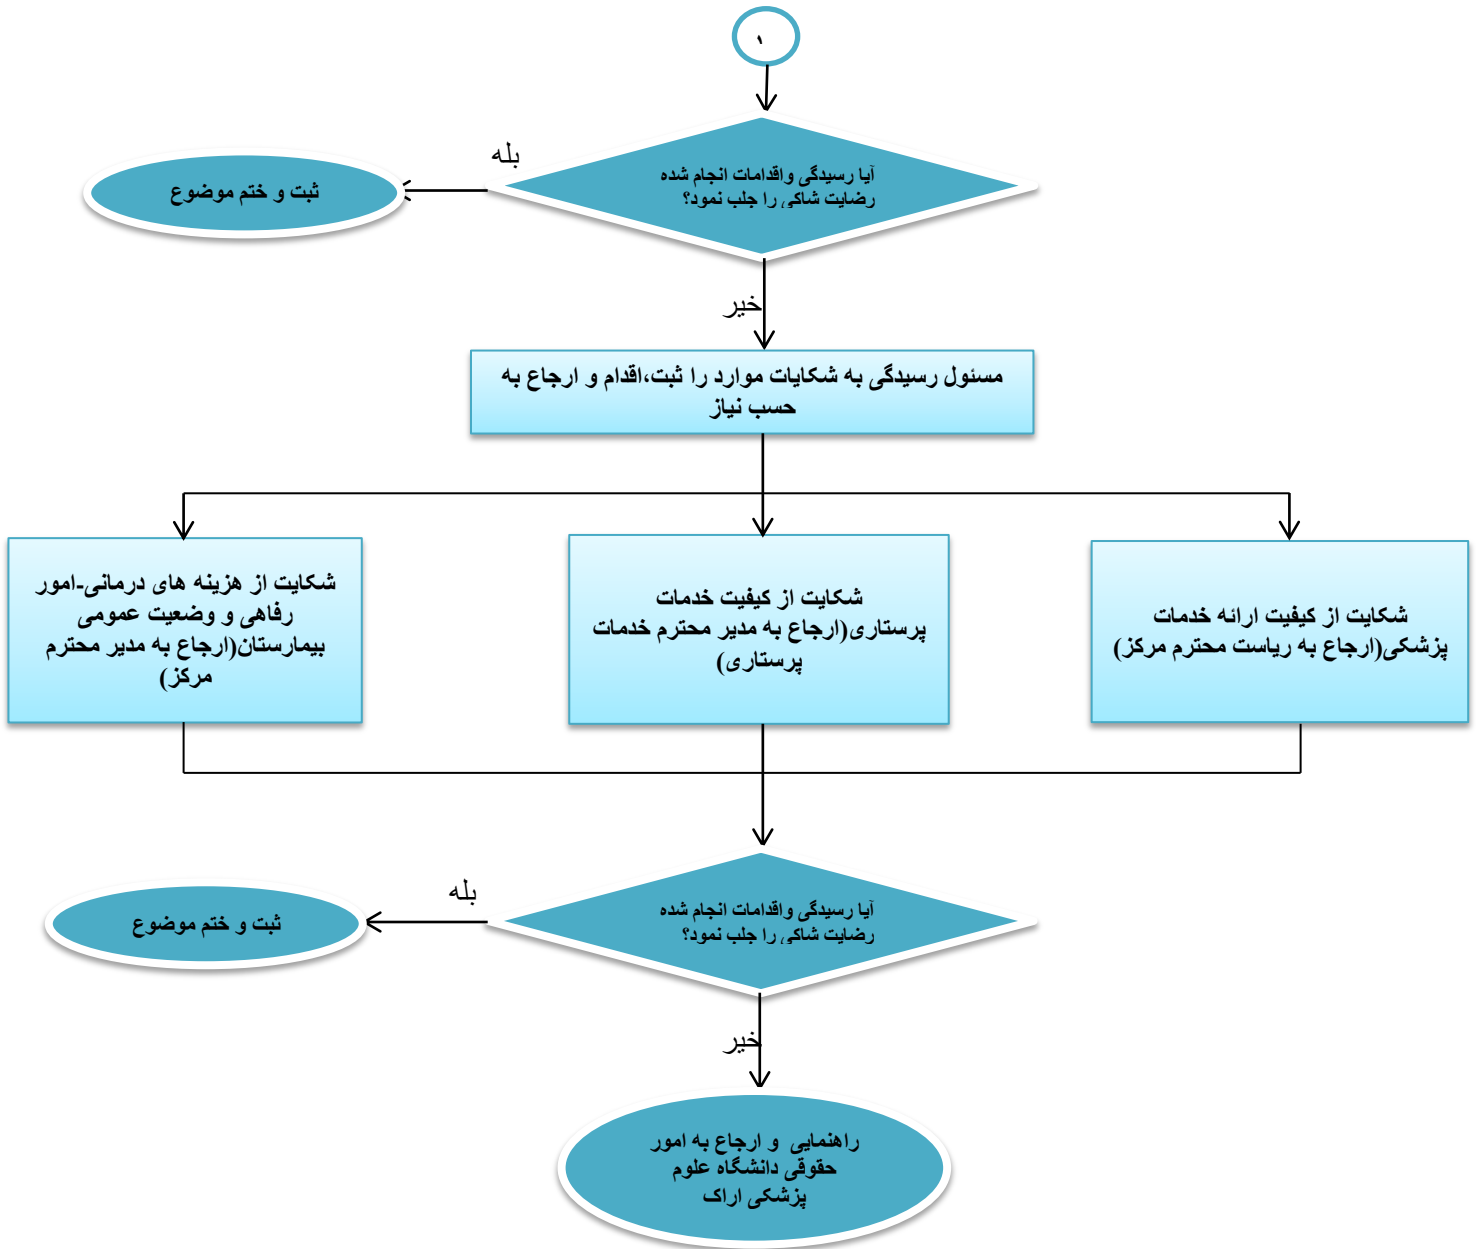 ۱
آیا رسیدگی واقدامات انجام شده
رضایت شاکی را جلب نمود؟
بله
ثبت و ختم موضوع
خیر
مسئول رسیدگی به شکایات موارد را ثبت،اقدام و ارجاع به
حسب نیاز
شکایت از کیفیت ارائه خدمات
پزشکی(ارجاع به ریاست محترم مرکز)
شکایت از کیفیت خدمات
پرستاری(ارجاع به مدیر محترم خدمات
پرستاری)
شکایت از هزینه های درمانی-امور
رفاهی و وضعیت عمومی
بیمارستان(ارجاع به مدیر محترم
مرکز)
آیا رسیدگی واقدامات انجام شده
رضایت شاکی را جلب نمود؟
بله
ثبت و ختم موضوع
خیر
راهنمایی و ارجاع به امور
حقوقی دانشگاه علوم
پزشکی اراک